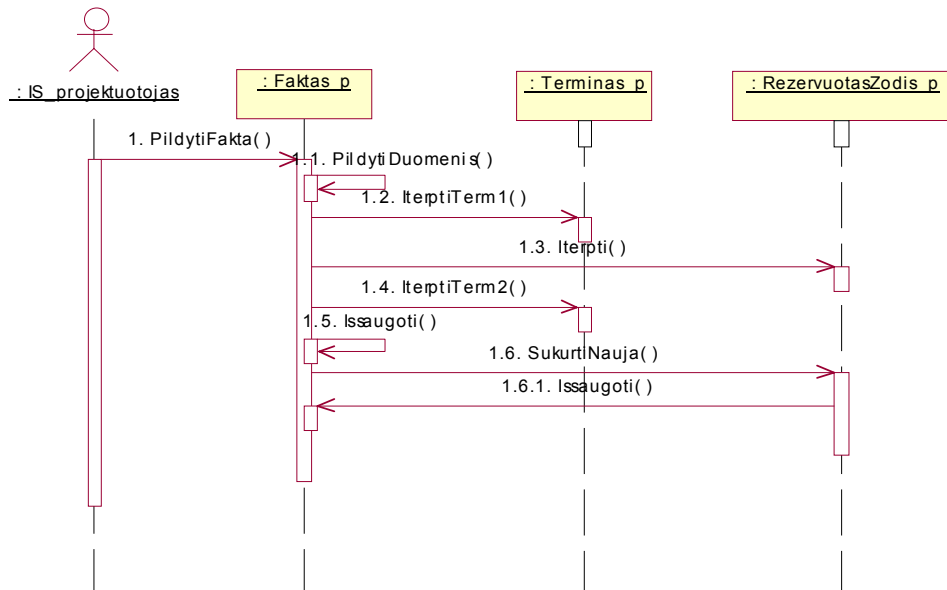 : IS_projektuotojas
: Faktas_p
: Terminas_p
: RezervuotasZodis_p
1. PildytiFakta( )
1.1. PildytiDuomenis( )
1.2. IterptiTerm1( )
1.3. Iterpti( )
1.4. IterptiTerm2( )
1.5. Issaugoti( )
1.6. SukurtiNauja( )
1.6.1. Issaugoti( )